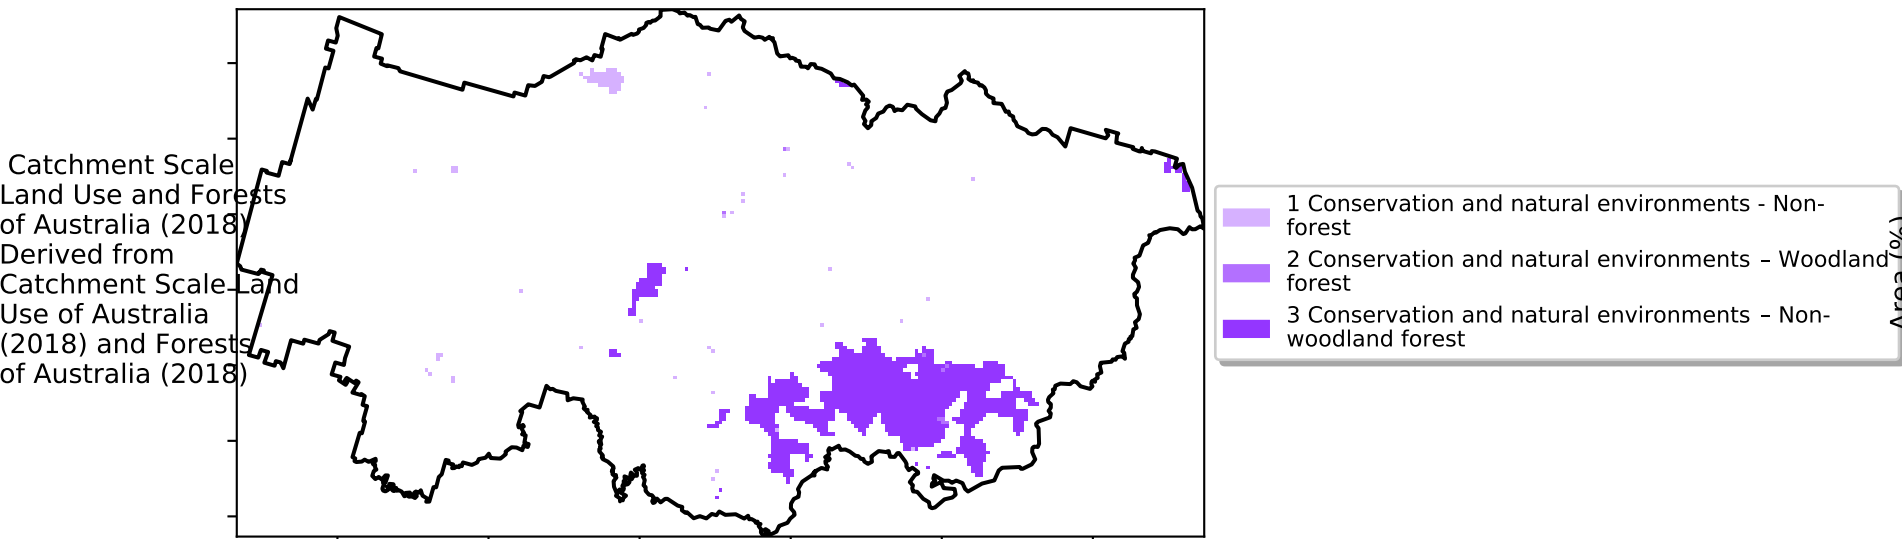 Catchment Scale
Land Use and Forests
of Australia (2018)
Derived from
Catchment Scale Land
Use of Australia
(2018) and Forests
of Australia (2018)
1 Conservation and natural environments - Non-
forest
2 Conservation and natural environments – Woodland
forest
3 Conservation and natural environments – Non-
woodland forest
Area (%)